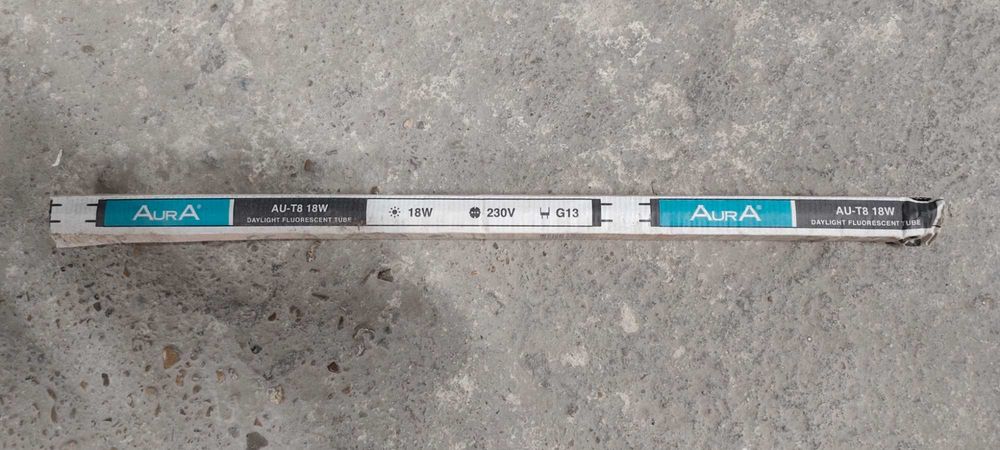 AURA®
AU-T8 18W
DAYLIGHT FLUORESCENT TUBE
18W
230V
G13
AURA®
AU-T8 18W
DAYLIGHT FLUORESCENT TUBE